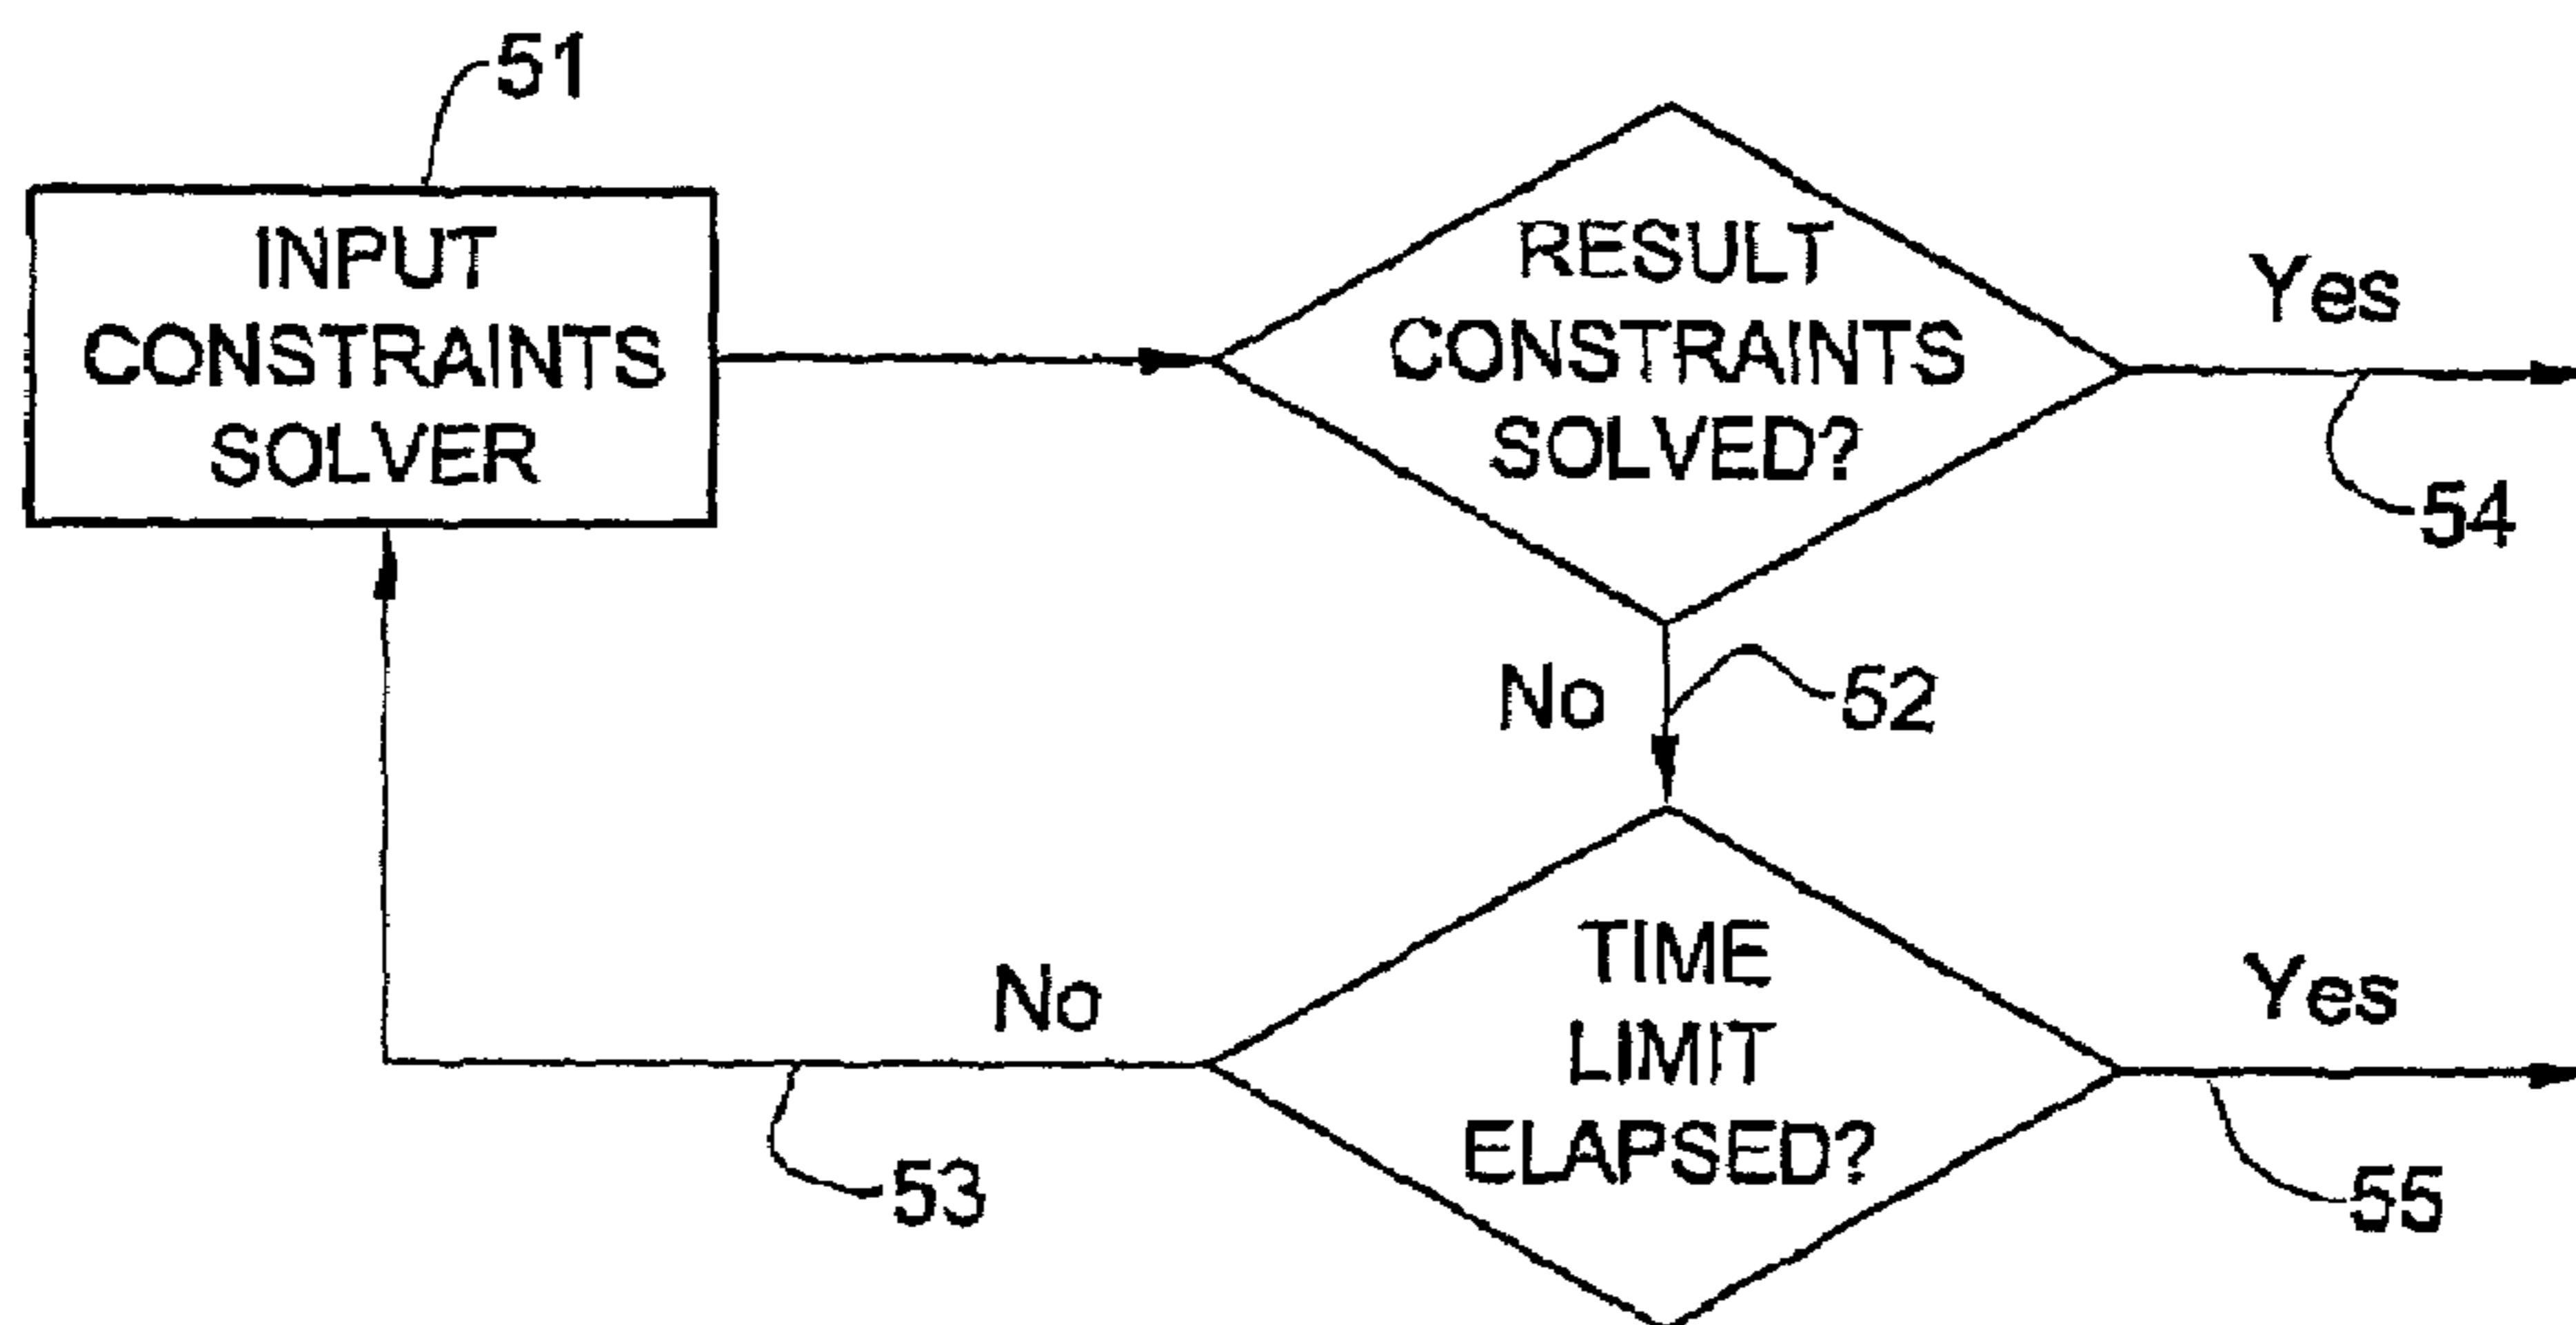 51
INPUT
CONSTRAINTS
SOLVER
RESULT
CONSTRAINTS
SOLVED?
Yes
54
No
52
TIME
LIMIT
ELAPSED?
No
53
Yes
55